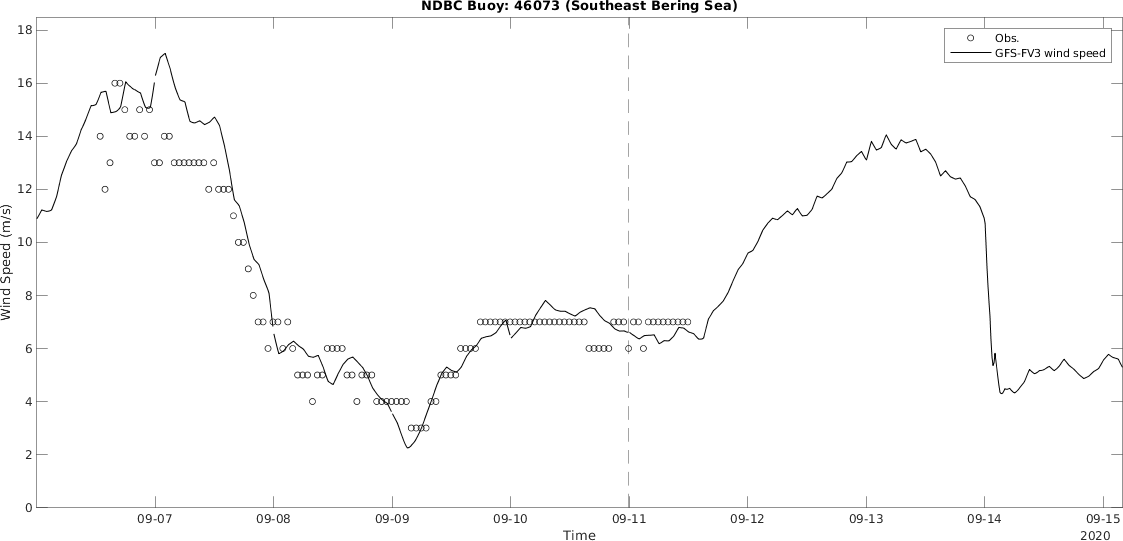 NDBC Buoy: 46073 (Southeast Bering Sea)
Obs.
GFS-FV3 wind speed
Wind Speed (m/s)
18
16
14
12
10
8
6
4
2
0
09-07 09-08 09-09 09-10 09-11 09-12 09-13 09-14 09-15
Time
2020